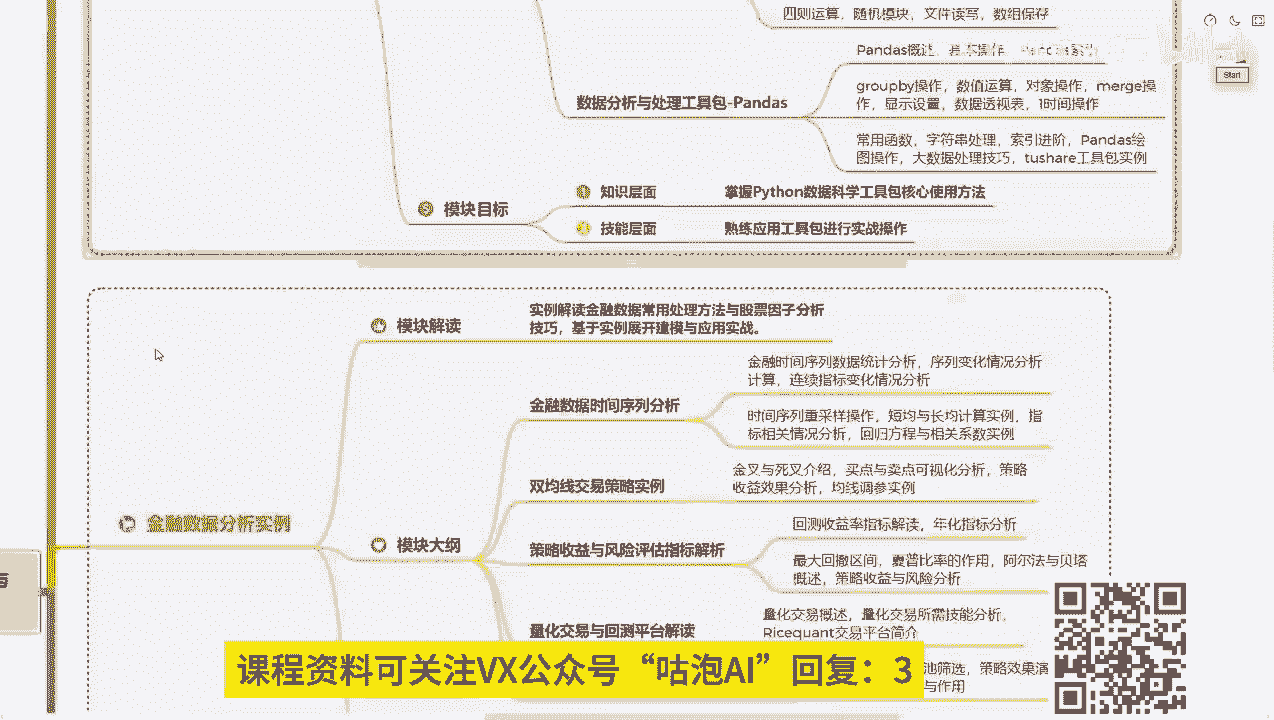 四则运算，随机模块，文件读写，数组保存
Pandas概述，基本操作，
Start
groupby操作，数值运算，对象操作，merge操
作，显示设置，数据透视表，时间操作
数据分析与处理工具包-Pandas
常用函数，字符串处理，索引进阶，Pandas绘
图操作，大数据处理技巧，tushare工具包实例
知识层面
掌握Python数据科学工具包核心使用方法
模块目标
技能层面
熟练应用工具包进行实战操作
实例解读金融数据常用处理方法与股票因子分析
技巧，基于实例展开建模与应用实战。
模块解读
金融时间序列数据统计分析，序列变化情况分析
计算，连续指标变化情况分析
金融数据时间序列分析
时间序列重采样操作，短均与长均计算实例，指
标相关情况分析，回归方程与相关系数实例
金叉与死叉介绍，买点与卖点可视化分析，策略
收益效果分析，均线调参实例
双均线交易策略实例
金融数据分析实例
回测收益率指标解读，年化指标分析
模块大纲
策略收益与风险评估指标解析
最大回撤区间，夏普比率的作用，阿尔法与贝塔
概述，策略收益与风险分析
量化交易概述，量化交易所需技能分析，
Ricequant交易平台简介
量化交易与回测平台解读
池筛选，策略效果演
与作用
课程资料可关注VX公众号“咕泡AI”回复：3